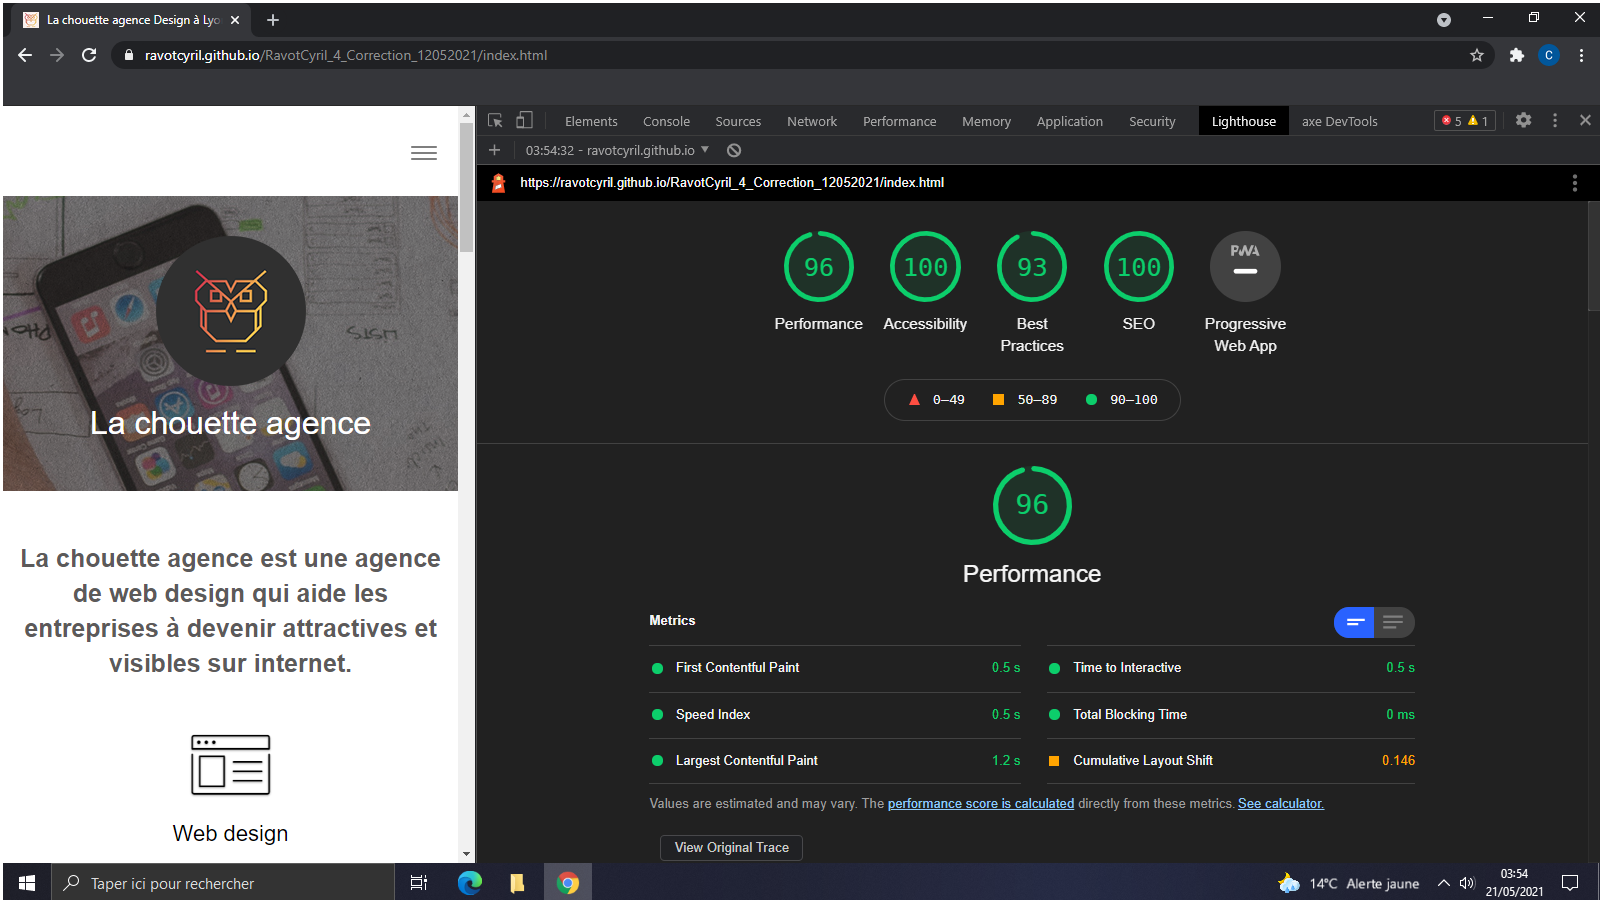 La chouette agence Design à Lyo
ravotcyril.github.io/RavotCyril_4_Correction_12052021/index.html
C
Elements Console Sources Network Performance Memory Application Security Lighthouse axe DevTools 5 1
03:54:32 - ravotcyril.github.io
https://ravotcyril.github.io/RavotCyril_4_Correction_12052021/index.html
96 100 93 100 PWA
Performance Accessibility Best Practices SEO Progressive Web App
0–49 50–89 90–100
96
Performance
Metrics
First Contentful Paint 0.5 s
Time to Interactive 0.5 s
Speed Index 0.5 s
Total Blocking Time 0 ms
Largest Contentful Paint 1.2 s
Cumulative Layout Shift 0.146
Values are estimated and may vary. The performance score is calculated directly from these metrics. See calculator.
View Original Trace
La chouette agence
La chouette agence est une agence
de web design qui aide les
entreprises à devenir attractives et
visibles sur internet.
Web design
Taper ici pour rechercher
14°C Alerte jaune
03:54
21/05/2021